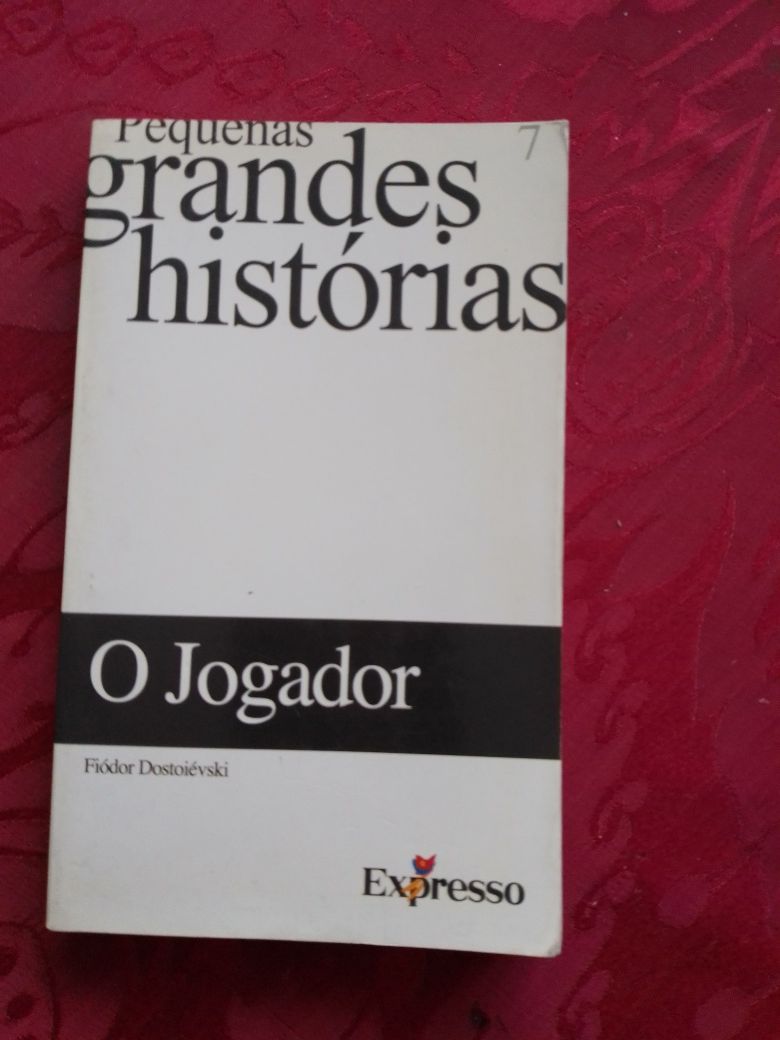 Pequenas
7
grandes
histórias
O Jogador
Fiódor Dostoiévski
Expresso